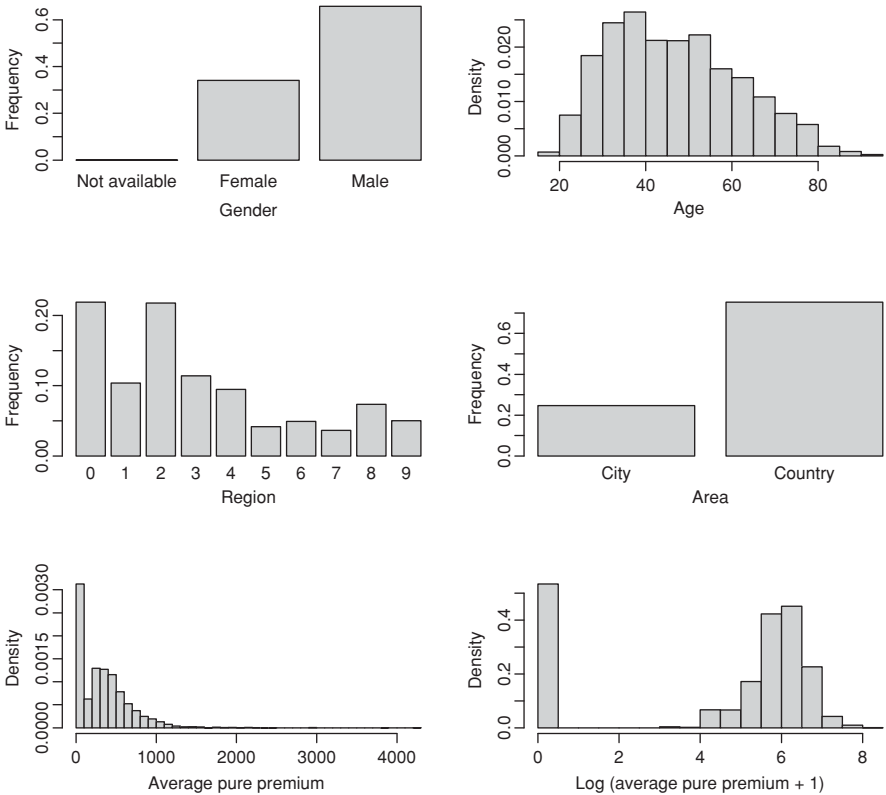 Frequency
0.0 0.2 0.4 0.6
Not available Female Male
Gender
Density
0.000 0.010 0.020
20 40 60 80
Age
Frequency
0.00 0.10 0.20
0 1 2 3 4 5 6 7 8 9
Region
Frequency
0.0 0.2 0.4 0.6
City Country
Area
Density
0.0000 0.0015 0.0030
0 1000 2000 3000 4000
Average pure premium
Density
0.0 0.2 0.4
0 2 4 6 8
Log (average pure premium + 1)